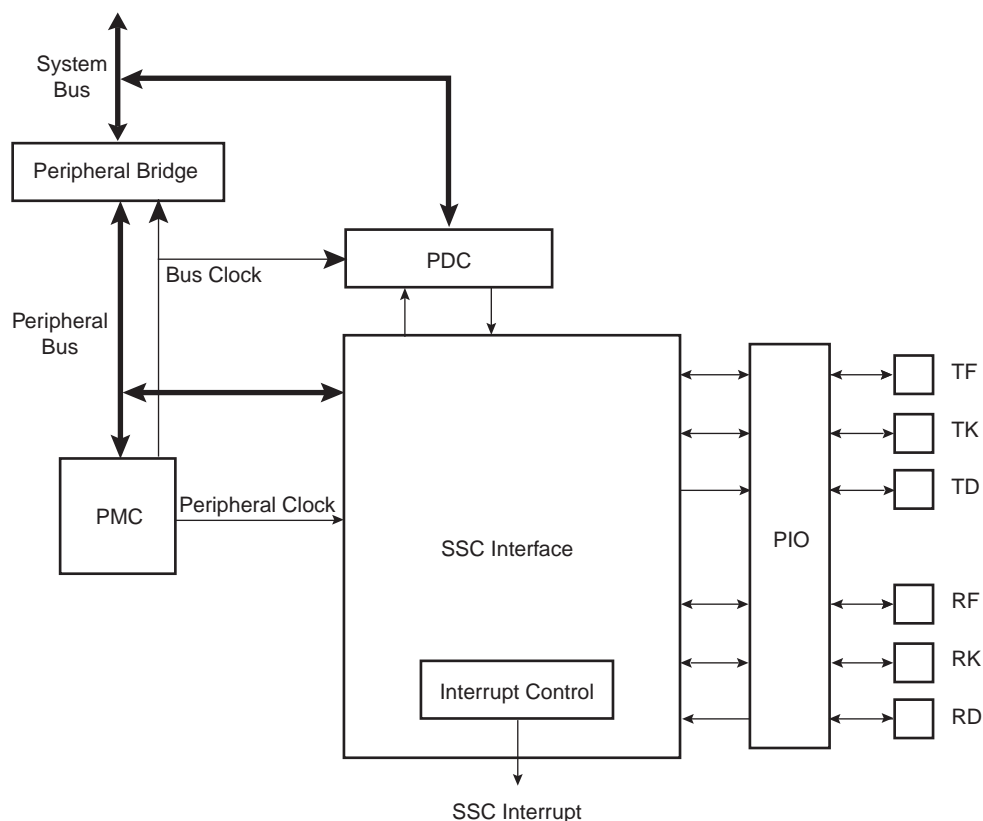 System
Bus
Peripheral Bridge
PDC
Bus Clock
Peripheral
Bus
TF
TK
PMC
Peripheral Clock
TD
SSC Interface
PIO
RF
RK
Interrupt Control
RD
SSC Interrupt